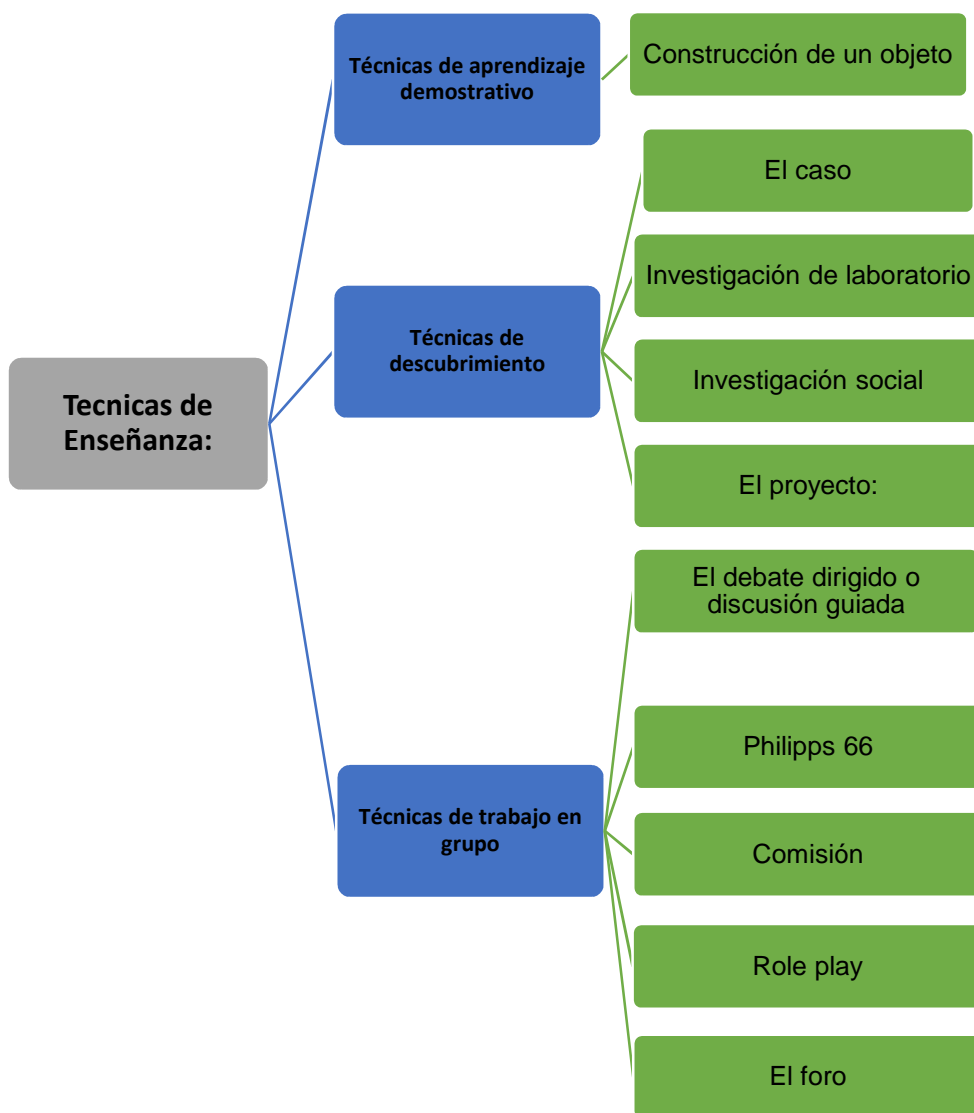 Tecnicas de
Enseñanza:
Técnicas de aprendizaje
demostrativo
Construcción de un objeto
Técnicas de
descubrimiento
El caso
Investigación de laboratorio
Investigación social
El proyecto:
Técnicas de trabajo en
grupo
El debate dirigido o
discusión guiada
Philipps 66
Comisión
Role play
El foro